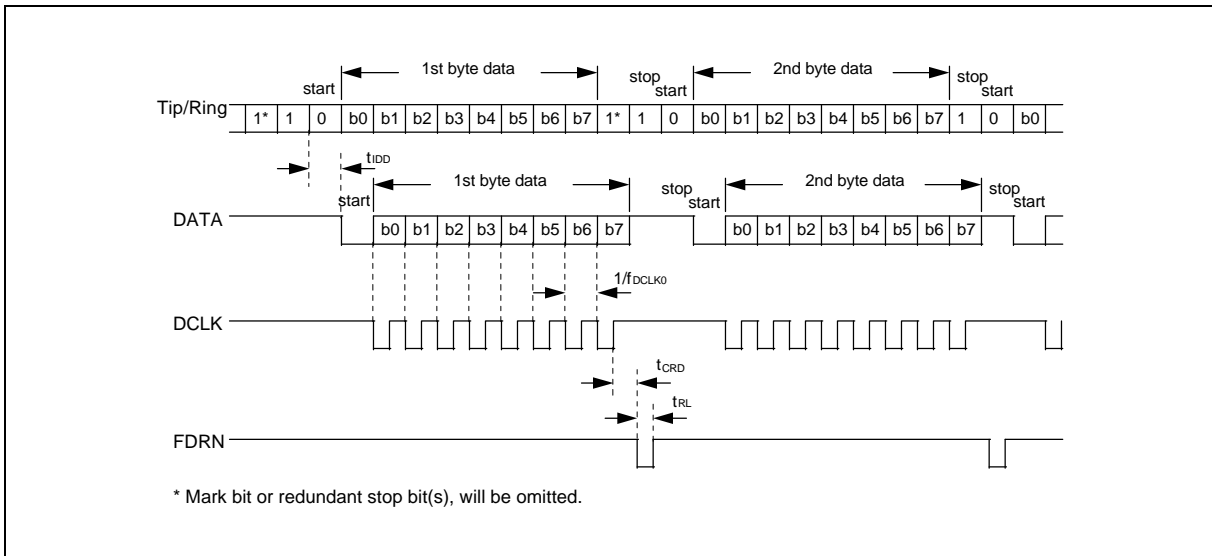 1st byte data
2nd byte data
start
stop
start
stop
start
Tip/Ring
1* 1 0 b0 b1 b2 b3 b4 b5 b6 b7 1* 1 0 b0 b1 b2 b3 b4 b5 b6 b7 1 0 b0
tIDD
1st byte data
2nd byte data
start
stop
start
stop
start
DATA
b0 b1 b2 b3 b4 b5 b6 b7 b0 b1 b2 b3 b4 b5 b6 b7
1/fDCLK0
DCLK
tCRD
tRL
FDRN
* Mark bit or redundant stop bit(s), will be omitted.